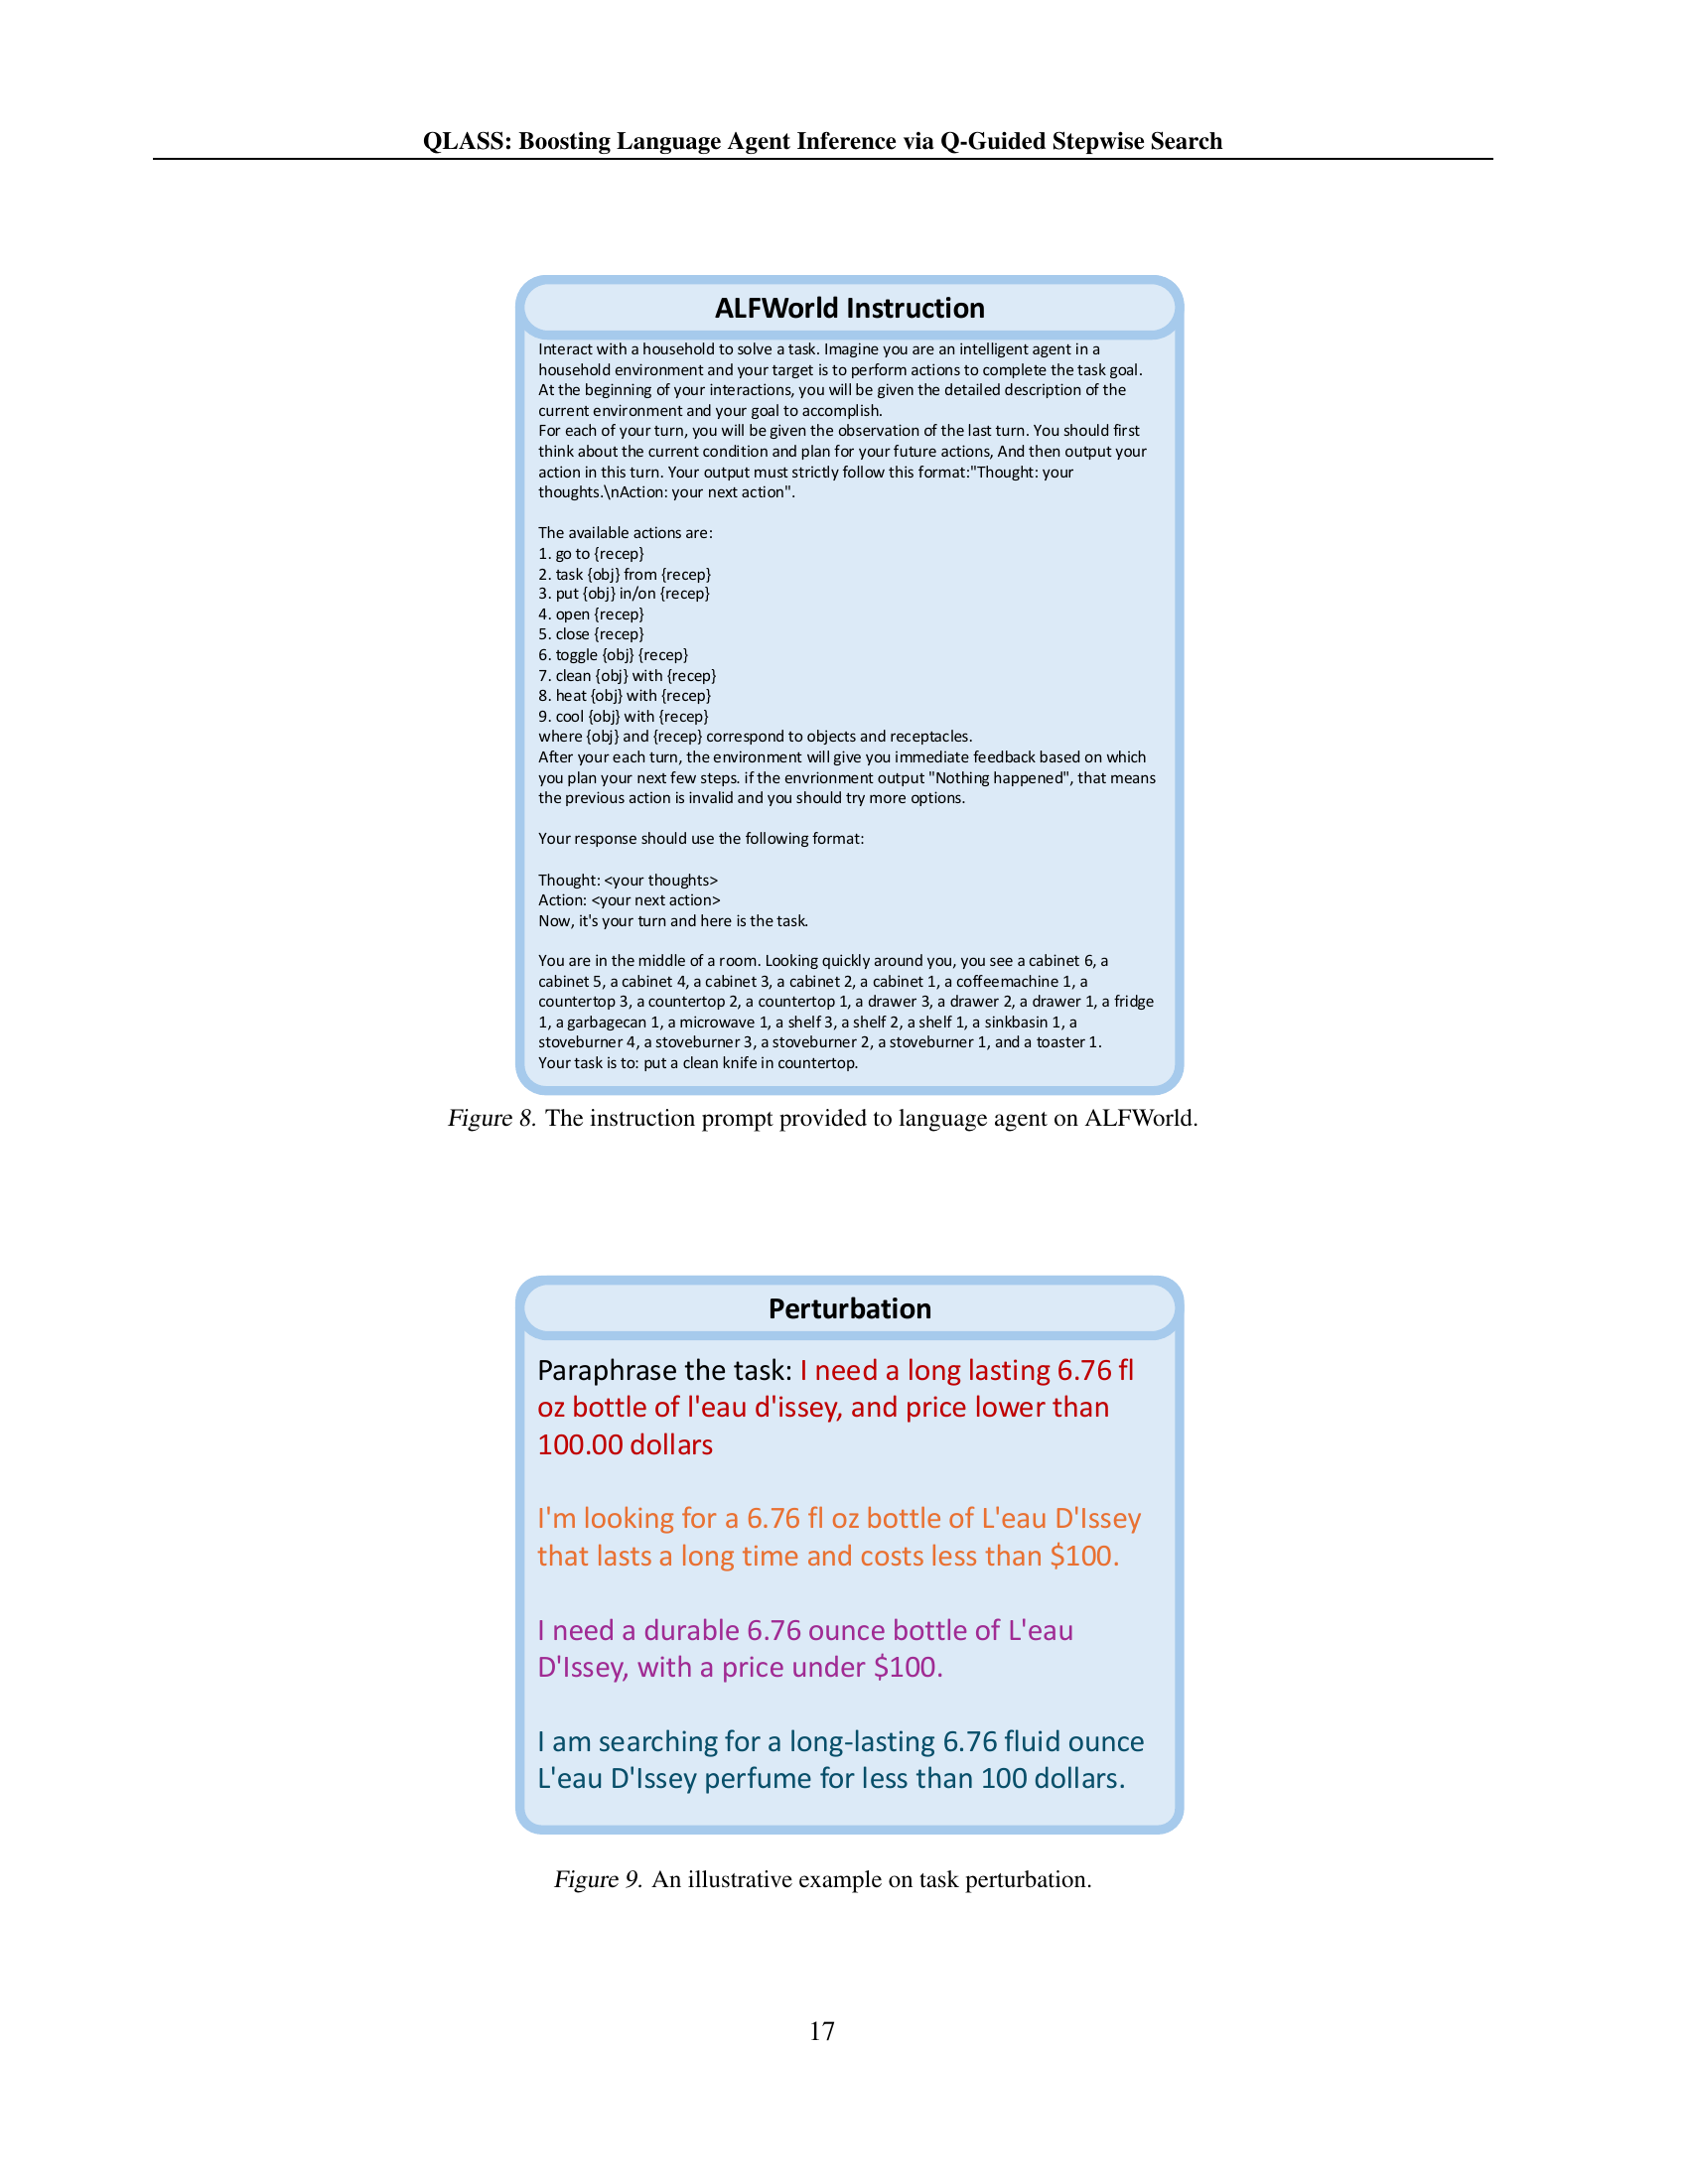 QLASS: Boosting Language Agent Inference via Q-Guided Stepwise Search
ALFWorld Instruction
Interact with a household to solve a task. Imagine you are an intelligent agent in a
household environment and your target is to perform actions to complete the task goal.
At the beginning of your interactions, you will be given the detailed description of the
current environment and your goal to accomplish.
For each of your turn, you will be given the observation of the last turn. You should first
think about the current condition and plan for your future actions, And then output your
action in this turn. Your output must strictly follow this format:"Thought: your
thoughts.\nAction: your next action".
The available actions are:
1. go to {recep}
2. task {obj} from {recep}
3. put {obj} in/on {recep}
4. open {recep}
5. close {recep}
6. toggle {obj} {recep}
7. clean {obj} with {recep}
8. heat {obj} with {recep}
9. cool {obj} with {recep}
where {obj} and {recep} correspond to objects and receptacles.
After your each turn, the environment will give you immediate feedback based on which
you plan your next few steps. if the envrionment output "Nothing happened", that means
the previous action is invalid and you should try more options.
Your response should use the following format:
Thought: <your thoughts>
Action: <your next action>
Now, it's your turn and here is the task.
You are in the middle of a room. Looking quickly around you, you see a cabinet 6, a
cabinet 5, a cabinet 4, a cabinet 3, a cabinet 2, a cabinet 1, a coffeemachine 1, a
countertop 3, a countertop 2, a countertop 1, a drawer 3, a drawer 2, a drawer 1, a fridge
1, a garbagecan 1, a microwave 1, a shelf 3, a shelf 2, a shelf 1, a sinkbasin 1, a
stoveburner 4, a stoveburner 3, a stoveburner 2, a stoveburner 1, and a toaster 1.
Your task is to: put a clean knife in countertop.
Figure 8. The instruction prompt provided to language agent on ALFWorld.
Perturbation
Paraphrase the task: I need a long lasting 6.76 fl
oz bottle of l'eau d'issey, and price lower than
100.00 dollars
I'm looking for a 6.76 fl oz bottle of L'eau D'Issey
that lasts a long time and costs less than $100.
I need a durable 6.76 ounce bottle of L'eau
D'Issey, with a price under $100.
I am searching for a long-lasting 6.76 fluid ounce
L'eau D'Issey perfume for less than 100 dollars.
Figure 9. An illustrative example on task perturbation.
17